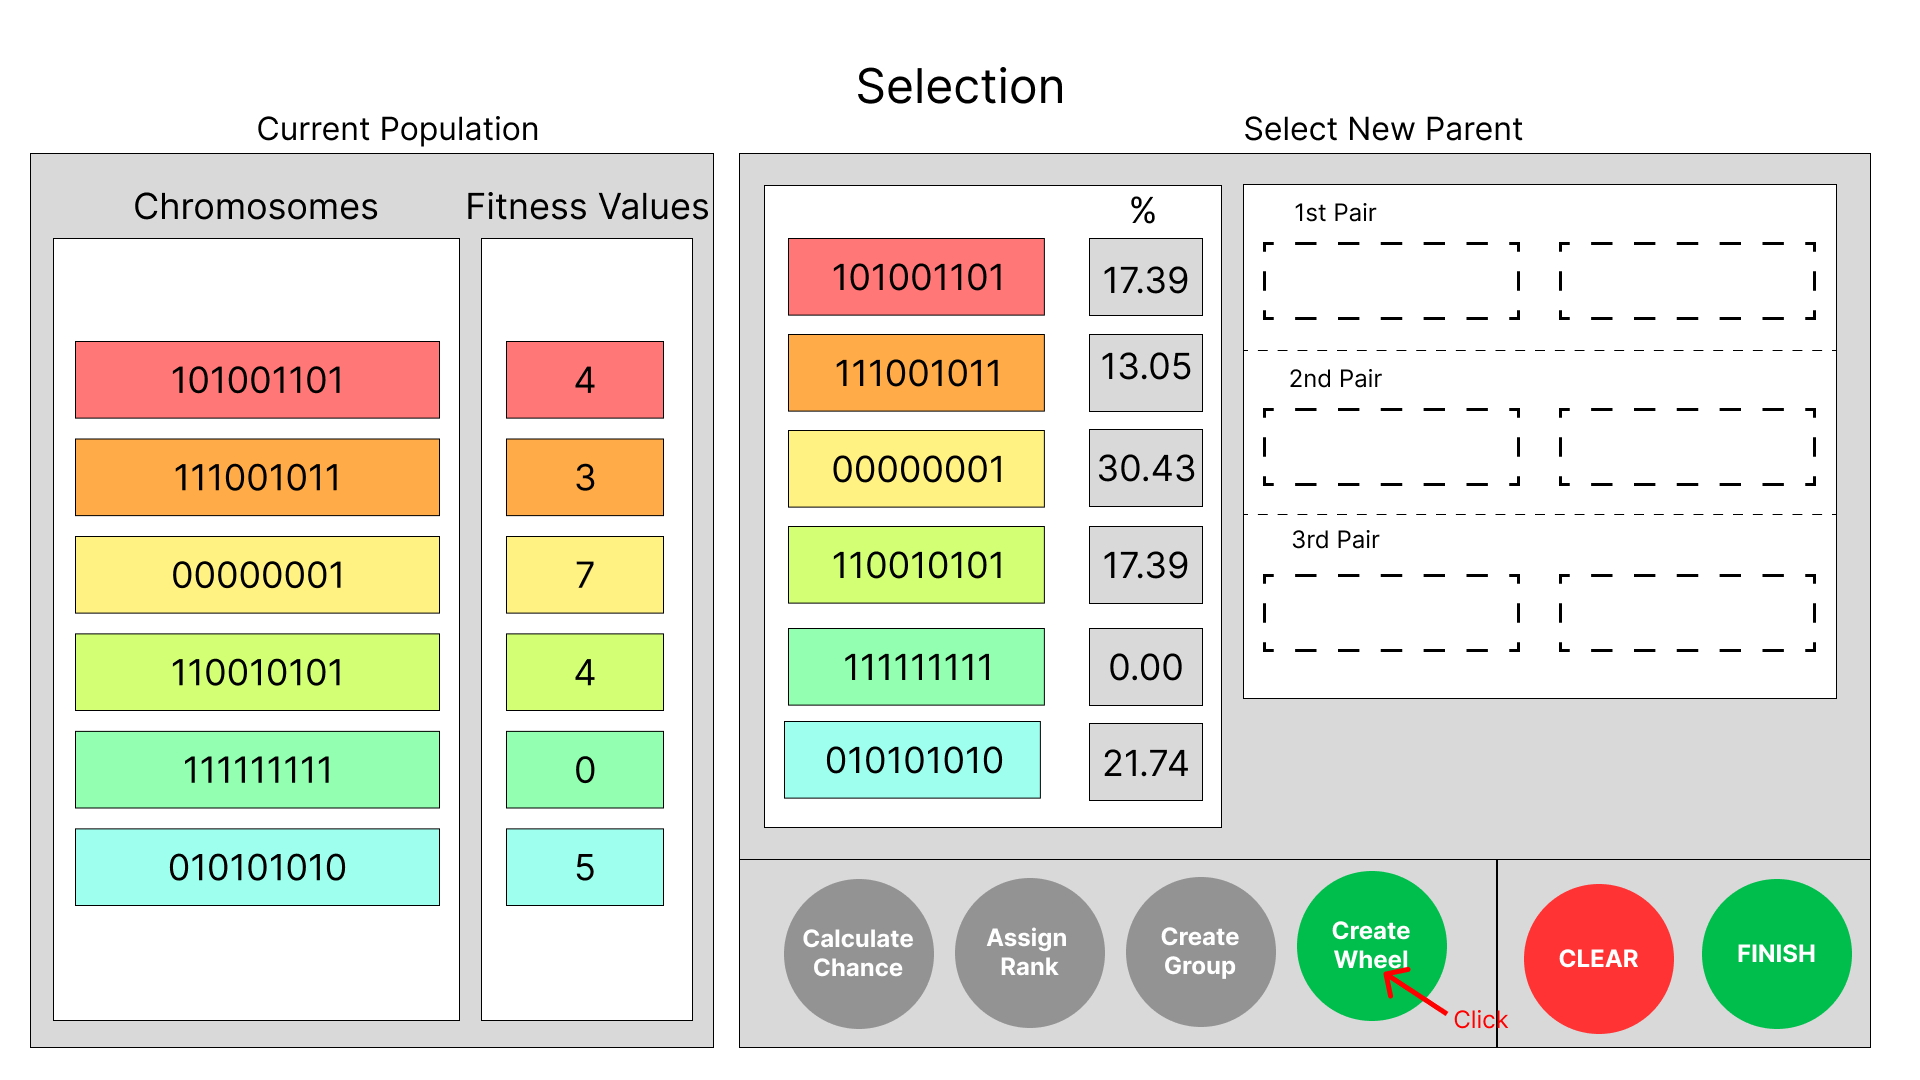 Selection
Current Population
Select New Parent
Chromosomes
Fitness Values
101001101
4
111001011
3
00000001
7
110010101
4
111111111
0
010101010
5
%
101001101
17.39
111001011
13.05
00000001
30.43
110010101
17.39
111111111
0.00
010101010
21.74
1st Pair
2nd Pair
3rd Pair
Calculate
Chance
Assign
Rank
Create
Group
Create
Wheel
Click
CLEAR
FINISH